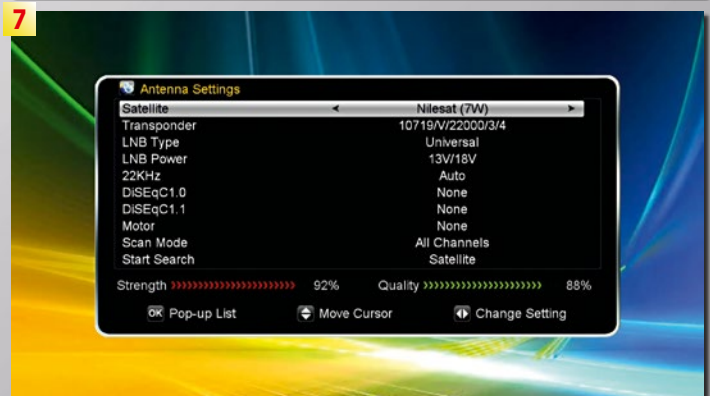 7
Antenna Settings
Satellite Nilesat (7W)
Transponder 10719/V/22000/3/4
LNB Type Universal
LNB Power 13V/18V
22KHz Auto
DiSEqC1.0 None
DiSEqC1.1 None
Motor None
Scan Mode All Channels
Start Search Satellite
Strength 92% Quality 88%
OK Pop-up List Move Cursor Change Setting